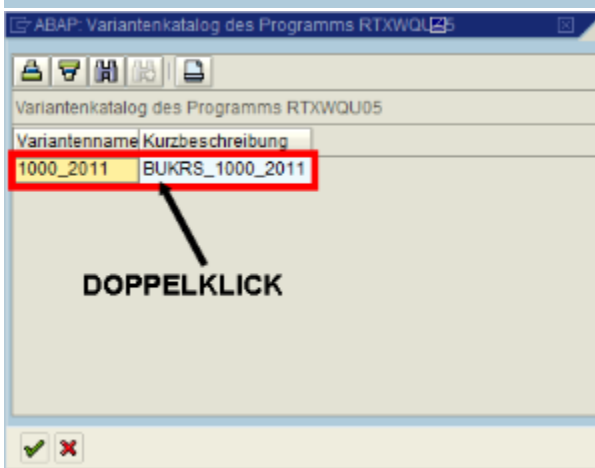 ABAP: Variantenkatalog des Programms RTXWQU05
Variantenkatalog des Programms RTXWQU05
Variantenname Kurzbeschreibung
1000_2011 BUKRS_1000_2011
DOPPELKLICK